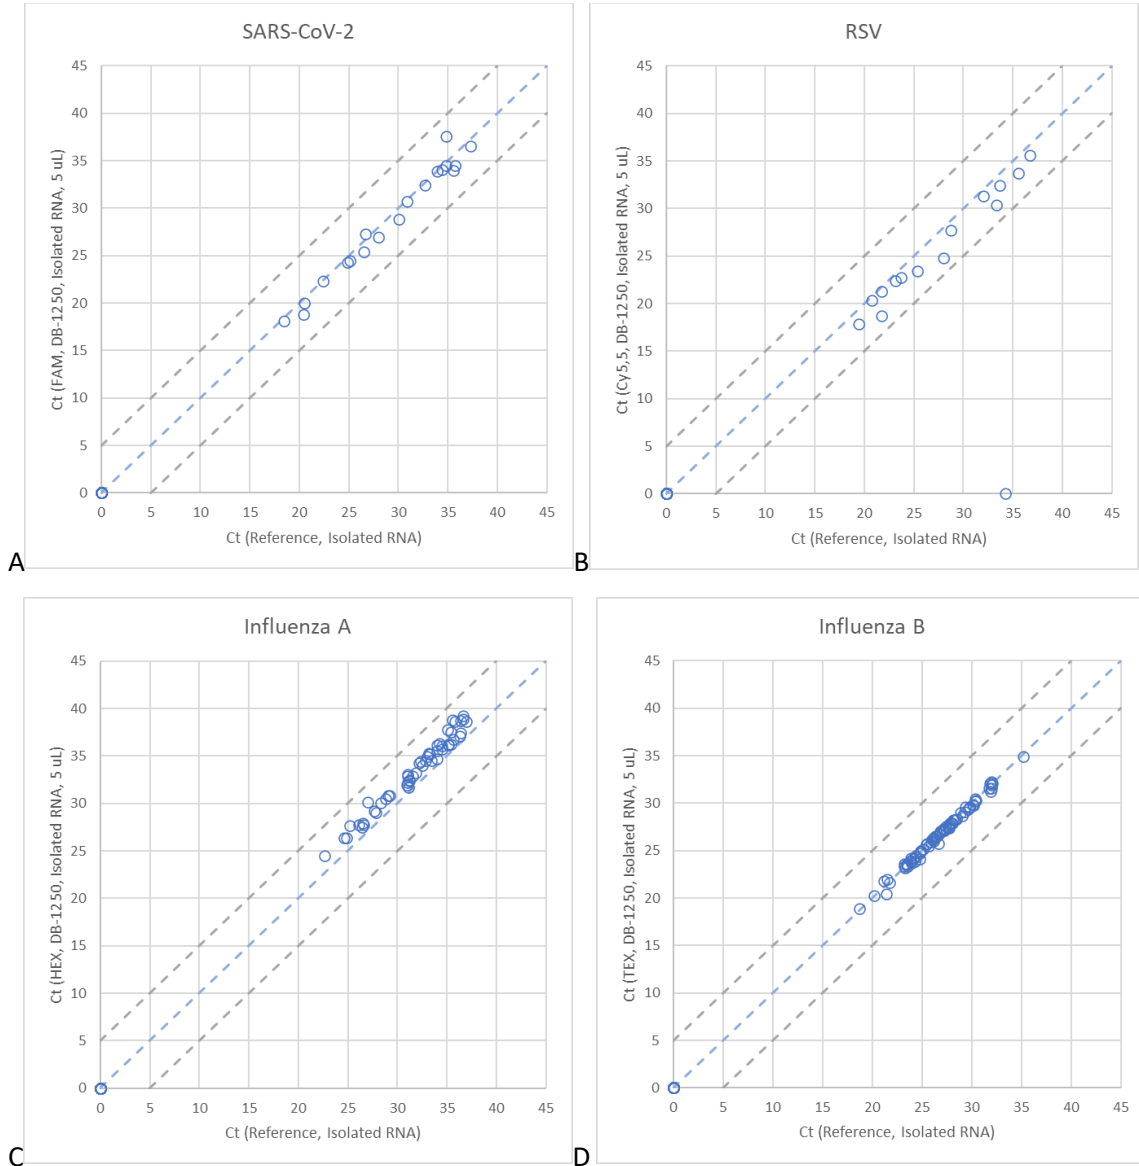 SARS-CoV-2
45
40
35
30
25
20
15
10
5
0
0 5 10 15 20 25 30 35 40 45
Ct (FAM, DB-1250, Isolated RNA, 5 uL)
Ct (Reference, Isolated RNA)
A
RSV
45
40
35
30
25
20
15
10
5
0
0 5 10 15 20 25 30 35 40 45
Ct (Cy5,5, DB-1250, Isolated RNA, 5 uL)
Ct (Reference, Isolated RNA)
B
Influenza A
45
40
35
30
25
20
15
10
5
0
0 5 10 15 20 25 30 35 40 45
Ct (HEX, DB-1250, Isolated RNA, 5 uL)
Ct (Reference, Isolated RNA)
C
Influenza B
45
40
35
30
25
20
15
10
5
0
0 5 10 15 20 25 30 35 40 45
Ct (TEX, DB-1250, Isolated RNA, 5 uL)
Ct (Reference, Isolated RNA)
D